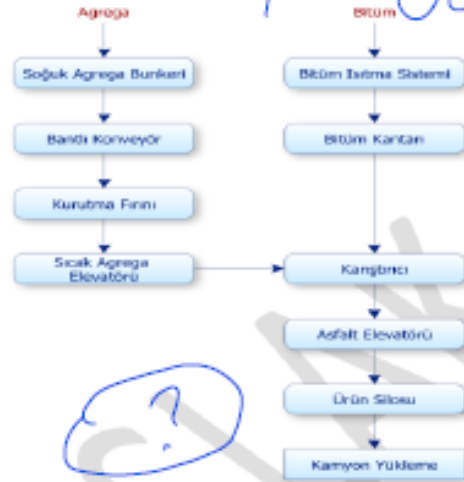 Agrega
Soğuk Agrega Bunkeri
Bantlı Konveyör
Kurutma Fırını
Sıcak Agrega
Elevatörü
Bitüm
Bitüm Isıtma Sistemi
Bitüm Kantarı
Karıştırıcı
Asfalt Elevatörü
Ürün Silosu
Kamyon Yükleme
?